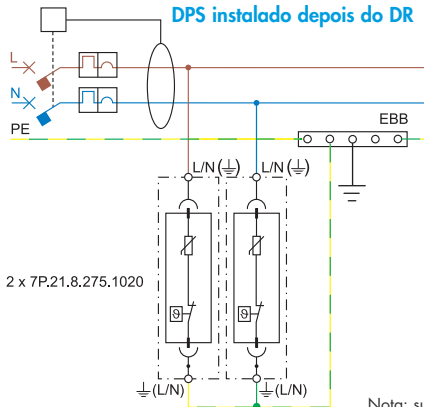 DPS instalado depois do DR
L
N
PE
EBB
L/N(⏚) L/N(⏚)
2 x 7P.21.8.275.1020
ϑ ϑ
⏚(L/N) ⏚(L/N)
Nota: